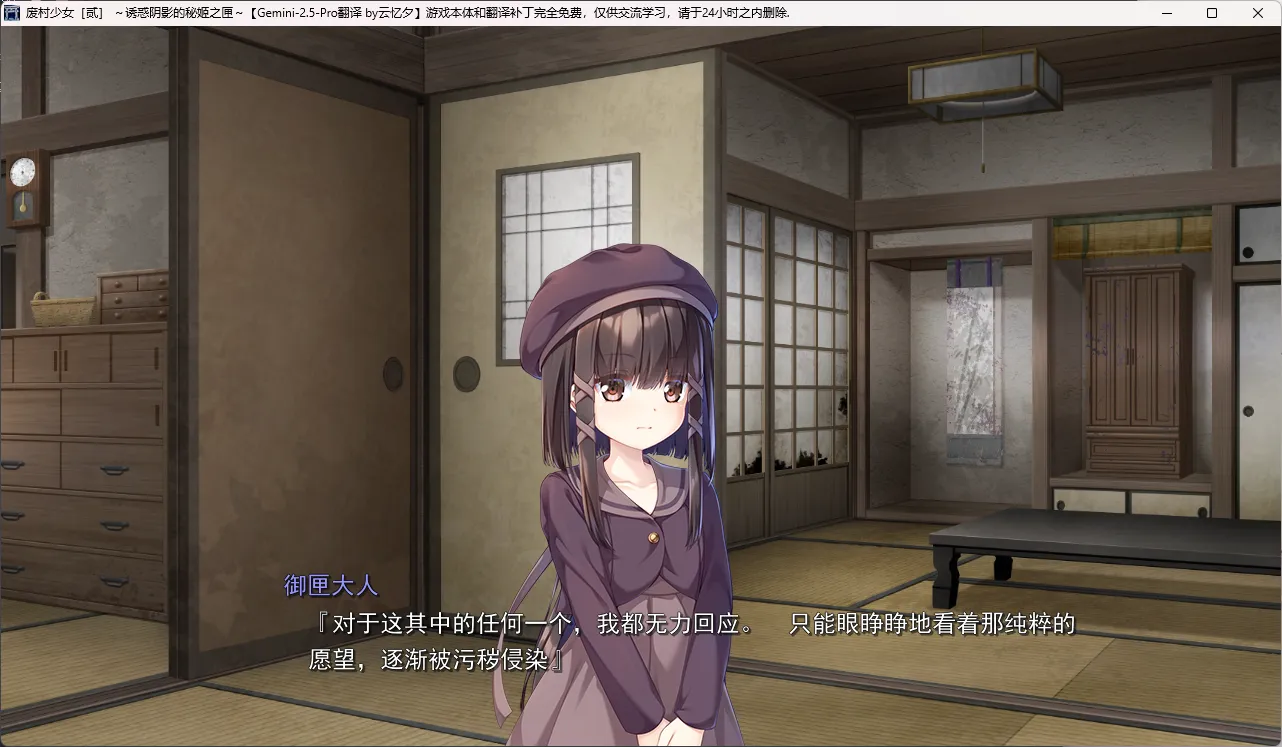 废村少女［贰］ ～诱惑阴影的秘姬之匣～【Gemini-2.5-Pro翻译 by云忆夕】游戏本体和翻译补丁完全免费，仅供交流学习，请于24小时之内删除.
御匣大人
『对于这其中的任何一个，我都无力回应。 只能眼睁睁地看着那纯粹的
愿望，逐渐被污秽侵染』